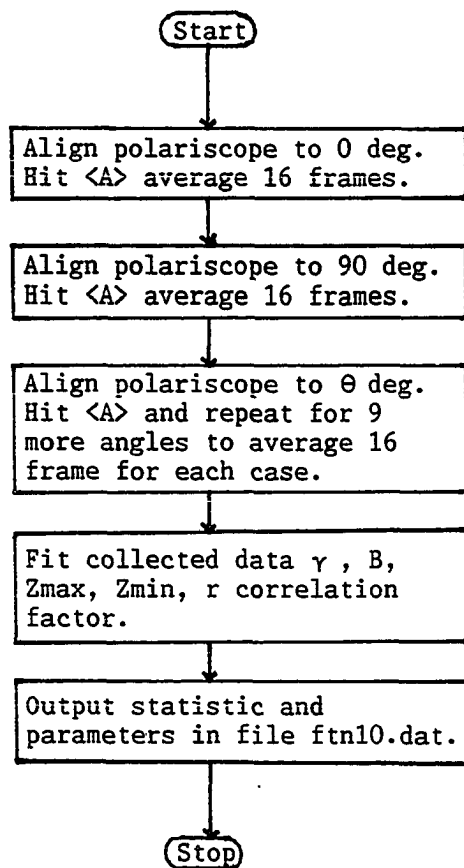 Start
Align polariscope to 0 deg.
Hit <A> average 16 frames.
Align polariscope to 90 deg.
Hit <A> average 16 frames.
Align polariscope to θ deg.
Hit <A> and repeat for 9
more angles to average 16
frame for each case.
Fit collected data γ , B,
Zmax, Zmin, r correlation
factor.
Output statistic and
parameters in file ftn10.dat.
Stop